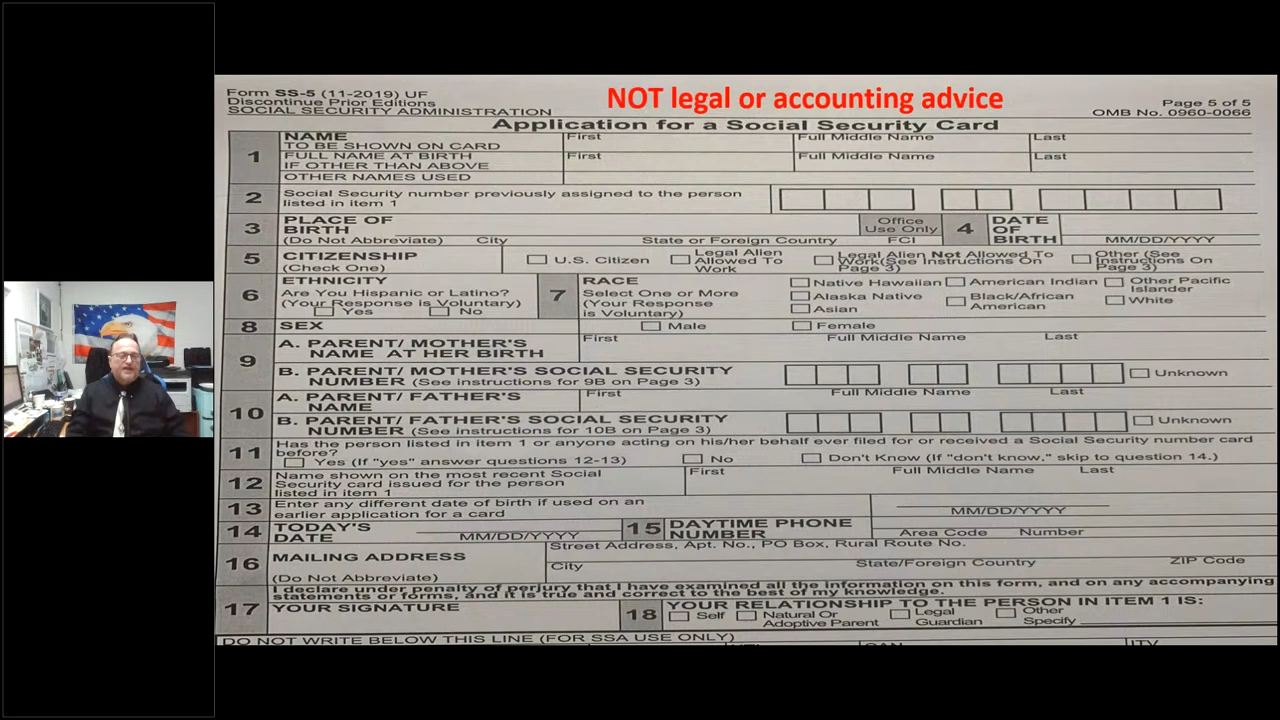 Form SS-5 (11-2019) UF
Discontinue Prior Editions
SOCIAL SECURITY ADMINISTRATION
NOT legal or accounting advice
Page 5 of 5
OMB No. 0960-0066
Application for a Social Security Card
1
NAME
TO BE SHOWN ON CARD
First
Full Middle Name
Last
FULL NAME AT BIRTH
IF OTHER THAN ABOVE
First
Full Middle Name
Last
OTHER NAMES USED
2
Social Security number previously assigned to the person
listed in item 1
3
PLACE OF
BIRTH
(Do Not Abbreviate)
City
State or Foreign Country
Office
Use Only
FCI
4
DATE
OF
BIRTH
MM/DD/YYYY
5
CITIZENSHIP
(Check One)
U.S. Citizen
Legal Alien
Allowed To
Work
Legal Alien Not Allowed To
Work(See Instructions On
Page 3)
Other (See
Instructions On
Page 3)
6
ETHNICITY
Are You Hispanic or Latino?
(Your Response is Voluntary)
Yes
No
7
RACE
Select One or More
(Your Response
is Voluntary)
Native Hawaiian
Alaska Native
Asian
American Indian
Black/African
American
Other Pacific
Islander
White
8
SEX
Male
Female
9
A. PARENT/ MOTHER'S
NAME AT HER BIRTH
First
Full Middle Name
Last
B. PARENT/ MOTHER'S SOCIAL SECURITY
NUMBER (See instructions for 9B on Page 3)
Unknown
10
A. PARENT/ FATHER'S
NAME
First
Full Middle Name
Last
B. PARENT/ FATHER'S SOCIAL SECURITY
NUMBER (See instructions for 10B on Page 3)
Unknown
11
Has the person listed in item 1 or anyone acting on his/her behalf ever filed for or received a Social Security number card
before?
Yes (If "yes" answer questions 12-13)
No
Don't Know (If "don't know," skip to question 14.)
12
Name shown on the most recent Social
Security card issued for the person
listed in item 1
First
Full Middle Name
Last
13
Enter any different date of birth if used on an
earlier application for a card
MM/DD/YYYY
14
TODAY'S
DATE
MM/DD/YYYY
15
DAYTIME PHONE
NUMBER
Area Code
Number
16
MAILING ADDRESS
(Do Not Abbreviate)
Street Address, Apt. No., PO Box, Rural Route No.
City
State/Foreign Country
ZIP Code
I declare under penalty of perjury that I have examined all the information on this form, and on any accompanying
statements or forms, and it is true and correct to the best of my knowledge.
17
YOUR SIGNATURE
18
YOUR RELATIONSHIP TO THE PERSON IN ITEM 1 IS:
Self
Natural Or
Adoptive Parent
Legal
Guardian
Other
Specify
DO NOT WRITE BELOW THIS LINE (FOR SSA USE ONLY)